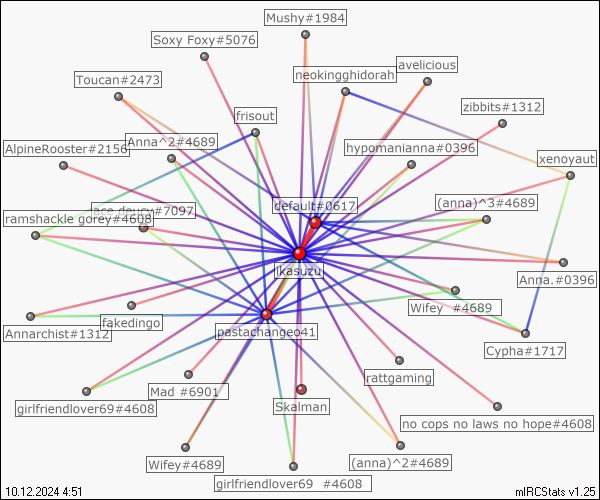 Mushy#1984
Soxy Foxy#5076
avelicious
neokingghidorah
Toucan#2473
zibbits#1312
frisout
Anna^2#4689
AlpineRooster#2156
hypomanianna#0396
xenoyaut
default#0617
(anna)^3#4689
#7097
ramshackle gorey#4608
ikasuzu
Anna.#0396
Wifey #4689
fakedingo
Annarchist#1312
pastachangeo41
Cypha#1717
rattgaming
Mad #6901
girlfriendlover69#4608
Skalman
no cops no laws no hope#4608
Wifey#4689
(anna)^2#4689
girlfriendlover69 #4608
10.12.2024 4:51
mIRCStats v1.25